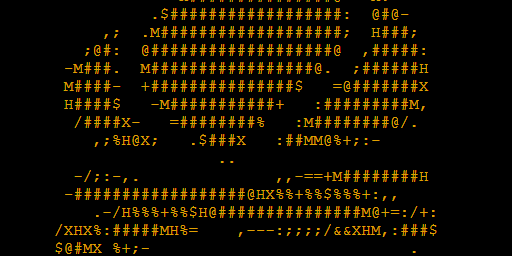 .$##################:  @#@-
,;  .M##################;  H###;
;@#:  @##################@  ,#####:
-M###.  M################@.  ;######H
M####-  +###############$   =@#######X
H####$   -M############+   :#########M,
/####X-   =########%   :M########@/.
,;%H@X;   .$###X   :##MM@%+;:-
..
-/;:-,.               ,,-==+M########H
-##################@HX%%+%%$%%%+:,,
.-/H%%%+%%$H@###############M@+=:/+:
/XHX%:#####MH%=    ,---:;;;;/&&XHM,:###$
$@#MX %+;-                           .